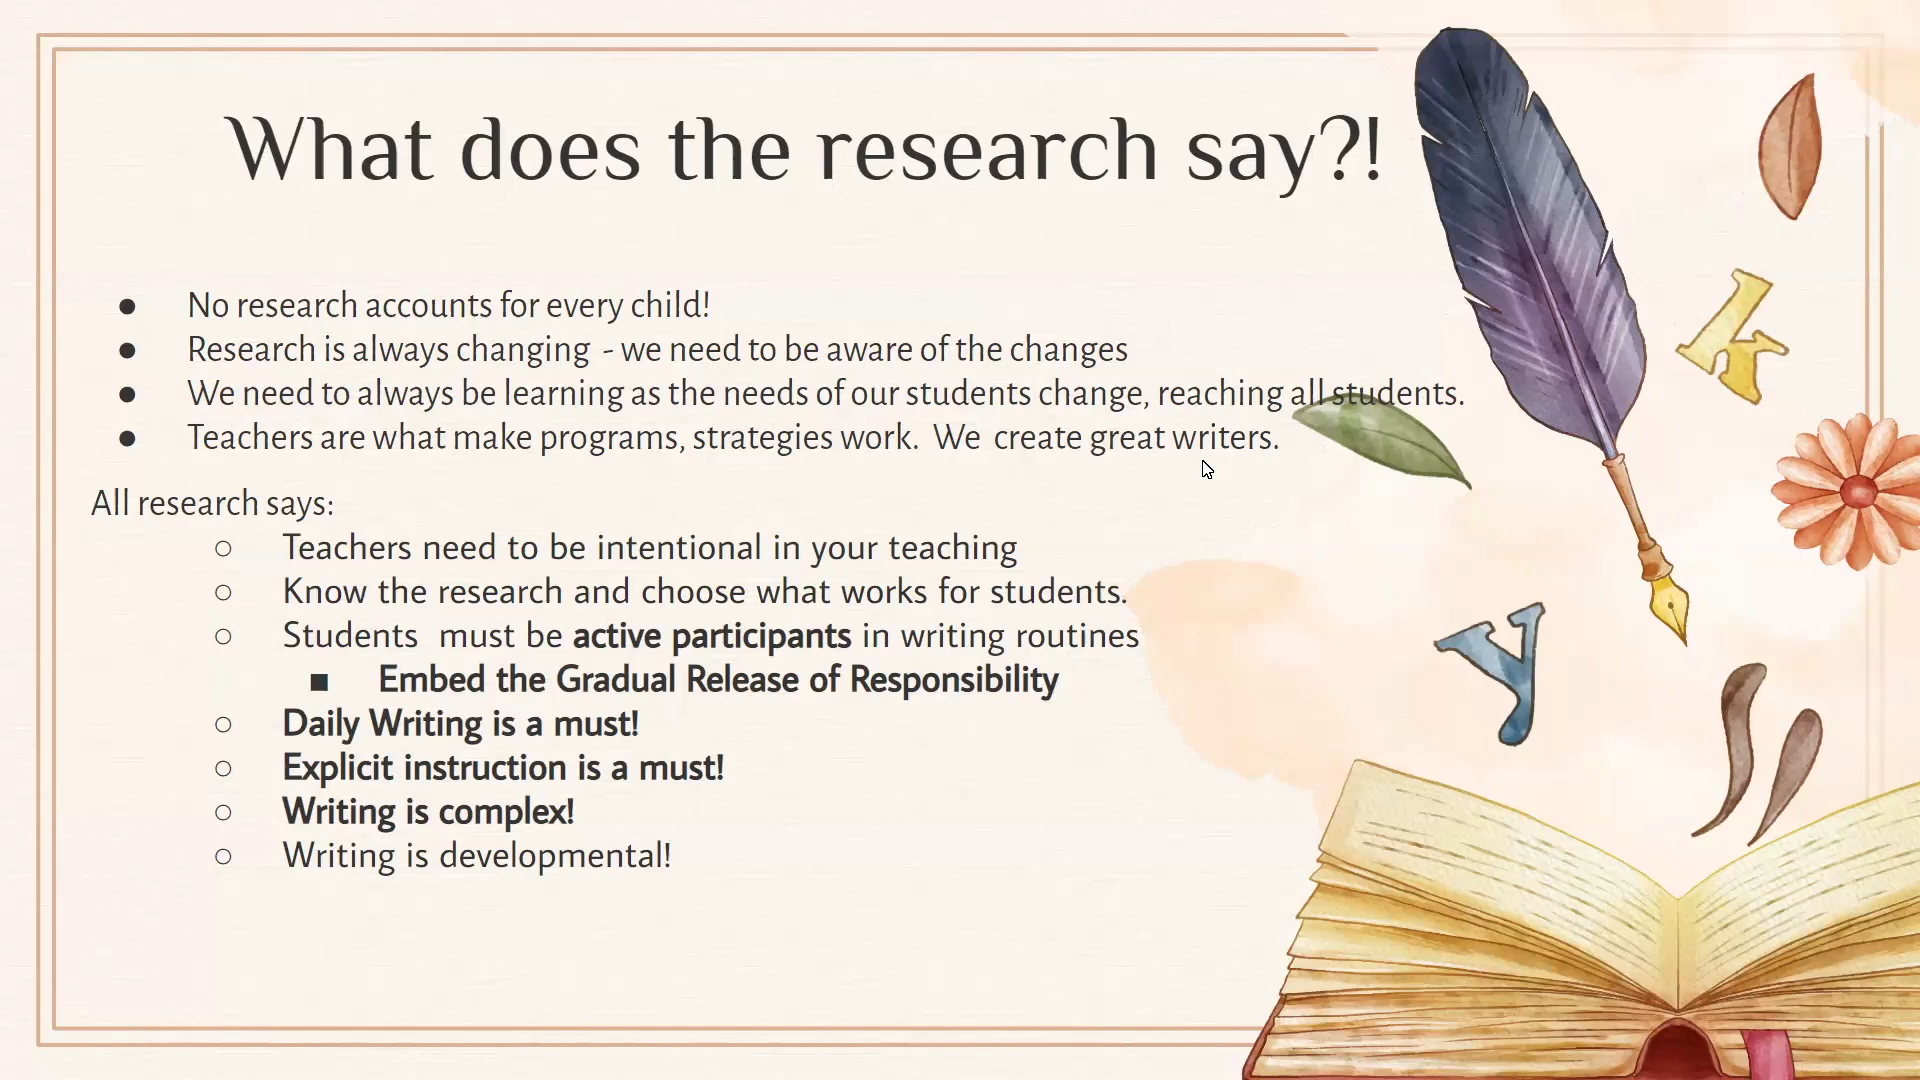 What does the research say?!
● No research accounts for every child!
● Research is always changing - we need to be aware of the changes
● We need to always be learning as the needs of our students change, reaching all students.
● Teachers are what make programs, strategies work. We create great writers.
All research says:
○ Teachers need to be intentional in your teaching
○ Know the research and choose what works for students.
○ Students must be active participants in writing routines
■ Embed the Gradual Release of Responsibility
○ Daily Writing is a must!
○ Explicit instruction is a must!
○ Writing is complex!
○ Writing is developmental!
k
y